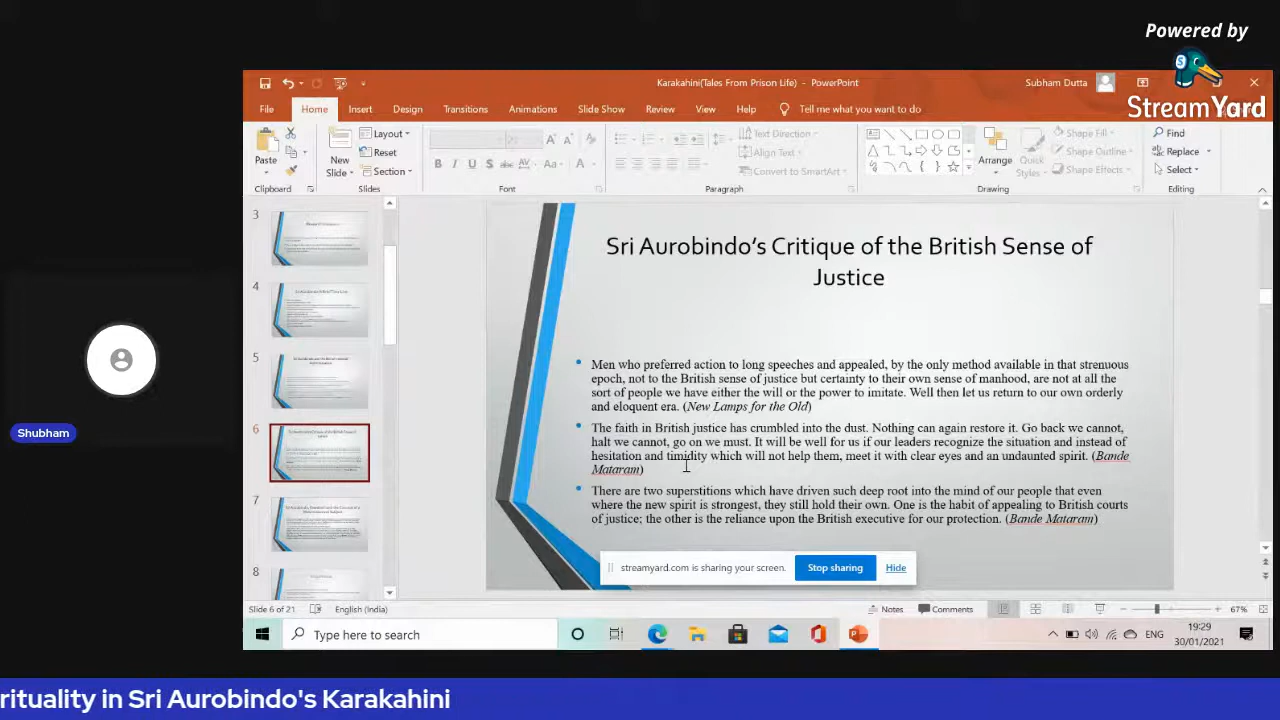 Powered by
StreamYard
Karakahini(Tales From Prison Life) - PowerPoint
Subham Dutta
File Home Insert Design Transitions Animations Slide Show Review View Help Tell me what you want to do
Paste
Clipboard
New
Slide
Layout
Reset
Section
Slides
Font
Text Direction
Align Text
Convert to SmartArt
Paragraph
Arrange
Quick
Styles
Shape Fill
Shape Outline
Shape Effects
Drawing
Find
Replace
Select
Editing
3
4
5
6
7
8
Sri Aurobindo's Critique of the British Sense of
Justice
Men who preferred action to long speeches and appealed, by the only method available in that strenuous
epoch, not to the British sense of justice but certainty to their own sense of manhood, are not at all the
sort of people we have either the will or the power to imitate. Well then let us return to our own orderly
and eloquent era. (New Lamps for the Old)
The faith in British justice has crumbled into the dust. Nothing can again restore it. Go back we cannot,
halt we cannot, go on we must. It will be well for us if our leaders recognize the situation and instead of
hesitation and timidity which will not help them, meet it with clear eyes and an undaunted spirit. (Bande
Mataram)
There are two superstitions which have driven such deep root into the mind of our people that even
where the new spirit is strongest, they still hold their own. One is the habit of appealing to British courts
of justice; the other is the reliance upon the British executive for our protection. (Bande Mataram)
streamyard.com is sharing your screen.
Stop sharing
Hide
Shubham
Slide 6 of 21
English (India)
Notes
Comments
67%
Type here to search
ENG
19:29
30/01/2021
rituality in Sri Aurobindo's Karakahini